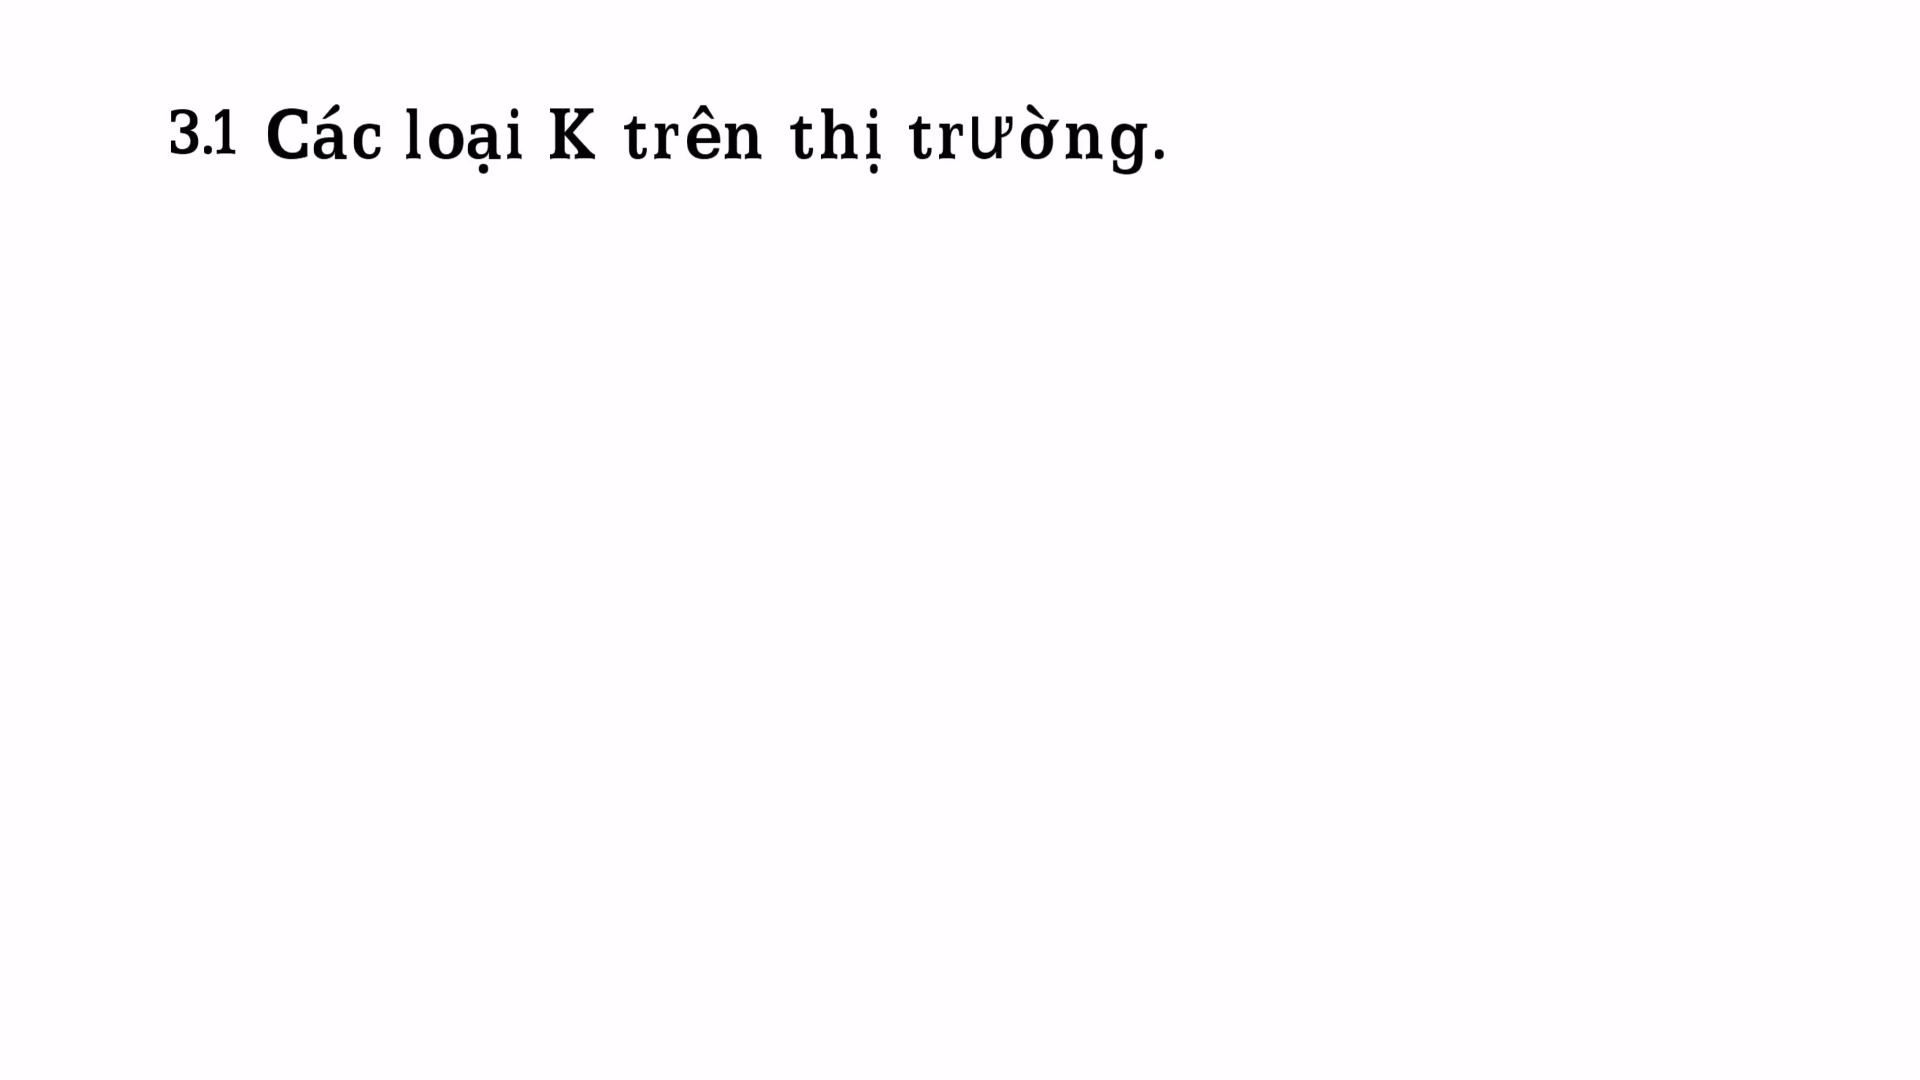 3.1 Các loại K trên thị trường.